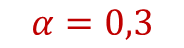 α = 0,3